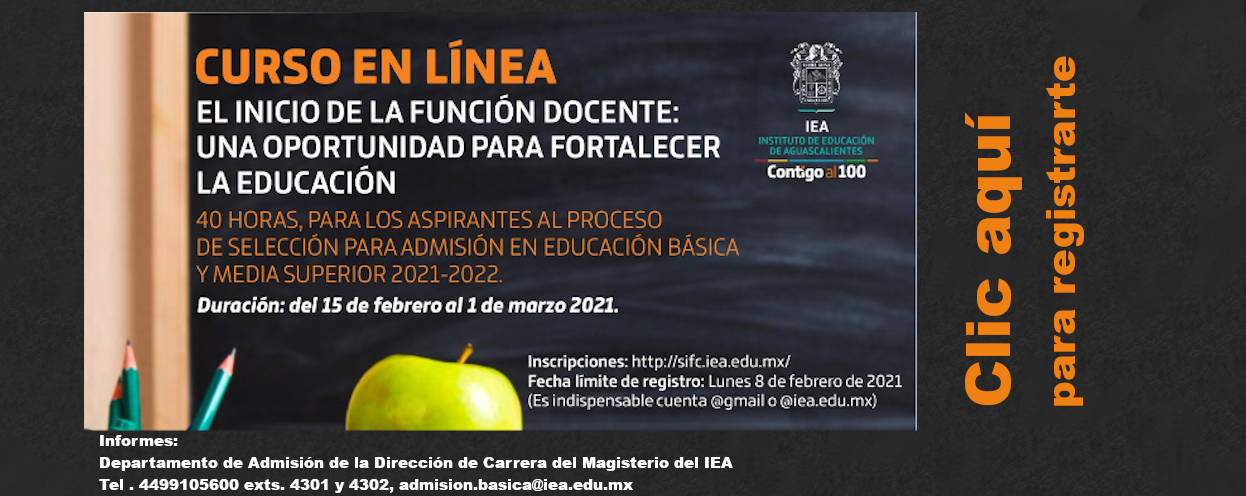 CURSO EN LÍNEA
EL INICIO DE LA FUNCIÓN DOCENTE:
UNA OPORTUNIDAD PARA FORTALECER
LA EDUCACIÓN
40 HORAS, PARA LOS ASPIRANTES AL PROCESO
DE SELECCIÓN PARA ADMISIÓN EN EDUCACIÓN BÁSICA
Y MEDIA SUPERIOR 2021-2022.
Duración: del 15 de febrero al 1 de marzo 2021.
IEA
INSTITUTO DE EDUCACIÓN
DE AGUASCALIENTES
Contigo al 100
Inscripciones: http://sifc.iea.edu.mx/
Fecha límite de registro: Lunes 8 de febrero de 2021
(Es indispensable cuenta @gmail o @iea.edu.mx)
Clic aquí
para registrarte
Informes:
Departamento de Admisión de la Dirección de Carrera del Magisterio del IEA
Tel . 4499105600 exts. 4301 y 4302, admision.basica@iea.edu.mx